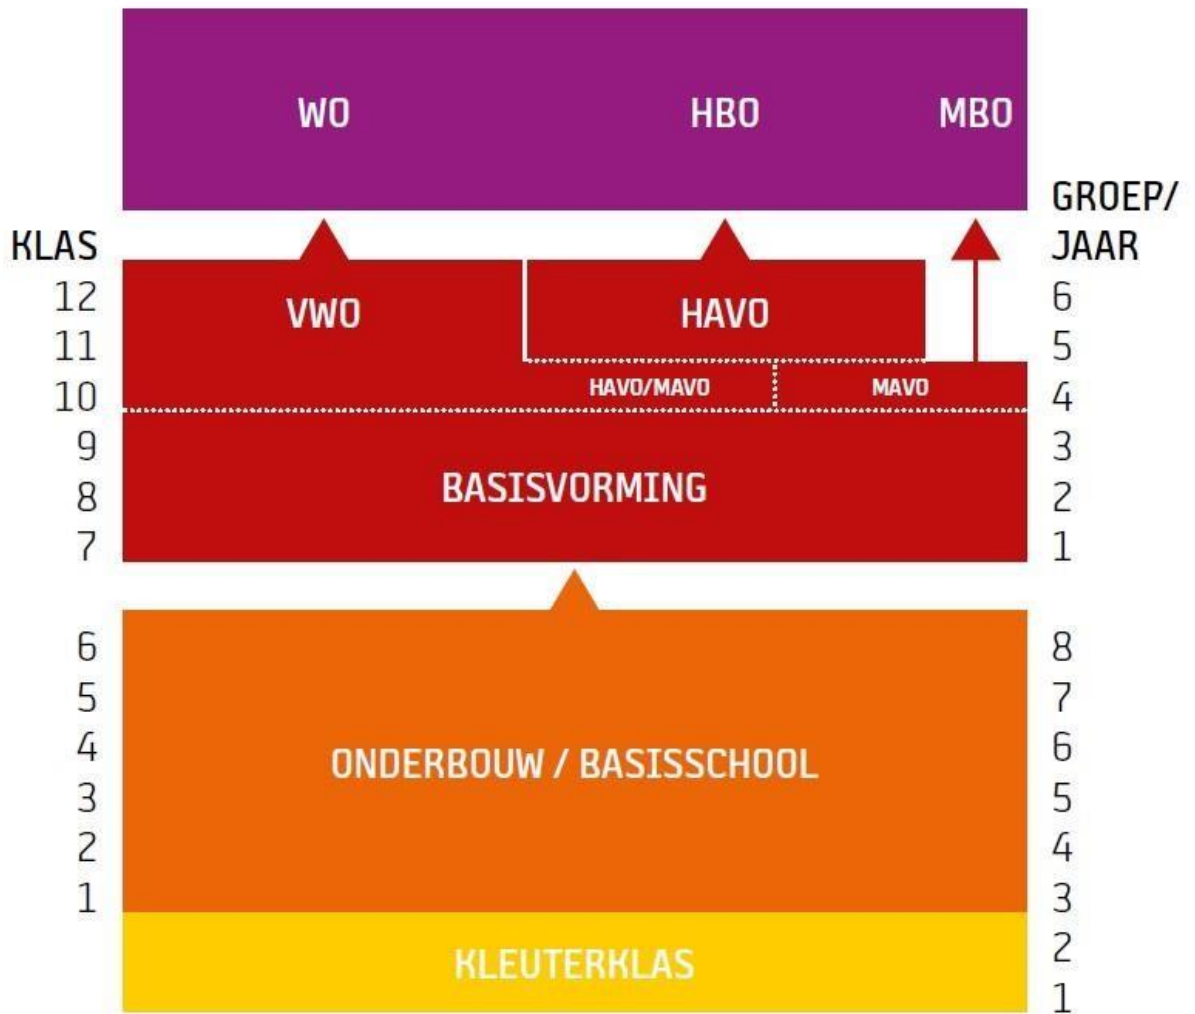 WO HBO MBO
GROEP/
KLAS JAAR
12 VWO HAVO 6
11 5
10 HAVO/MAVO MAVO 4
9 3
8 BASISVORMING 2
7 1
6 8
5 7
4 ONDERBOUW / BASISSCHOOL 6
3 5
2 4
1 3
KLEUTERKLAS 2
1